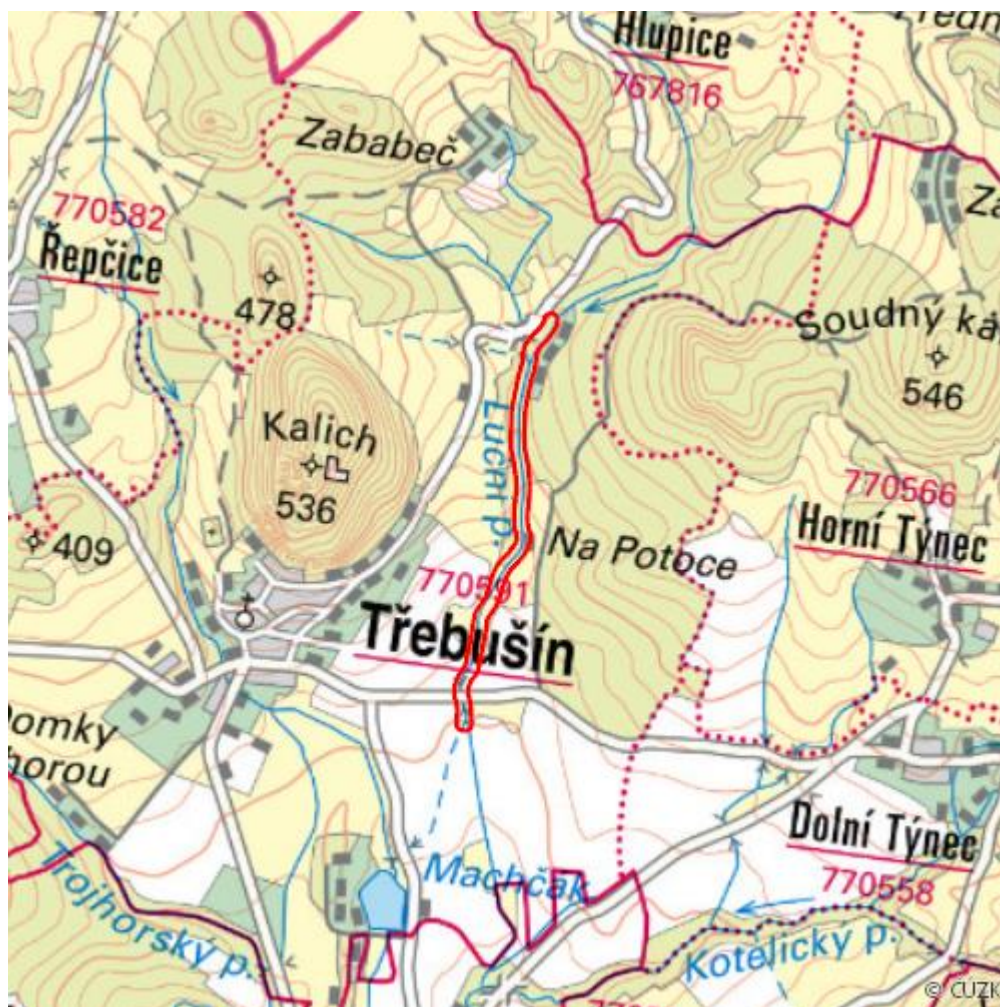 Hlupice
767816
Zababeč
770582
Řepčice
478
Soudný ka
546
Kalich
536
Luční p.
770566
Horní Týnec
409
Na Potoce
770591
Třebušín
omky
horou
Dolní Týnec
770558
Machčák
Trojhorský p.
Kotelický p.
© ČÚZK